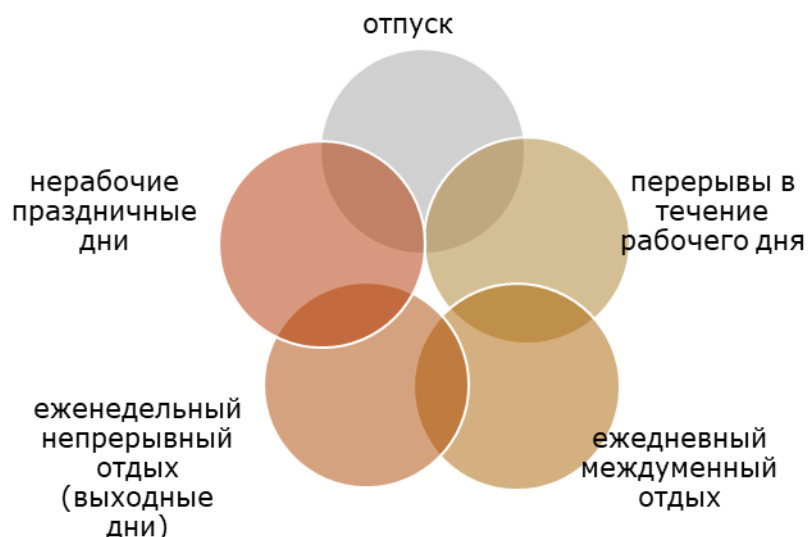 отпуск
перерывы в
течение
рабочего дня
ежедневный
междуменный
отдых
еженедельный
непрерывный
отдых
(выходные
дни)
нерабочие
праздничные
дни